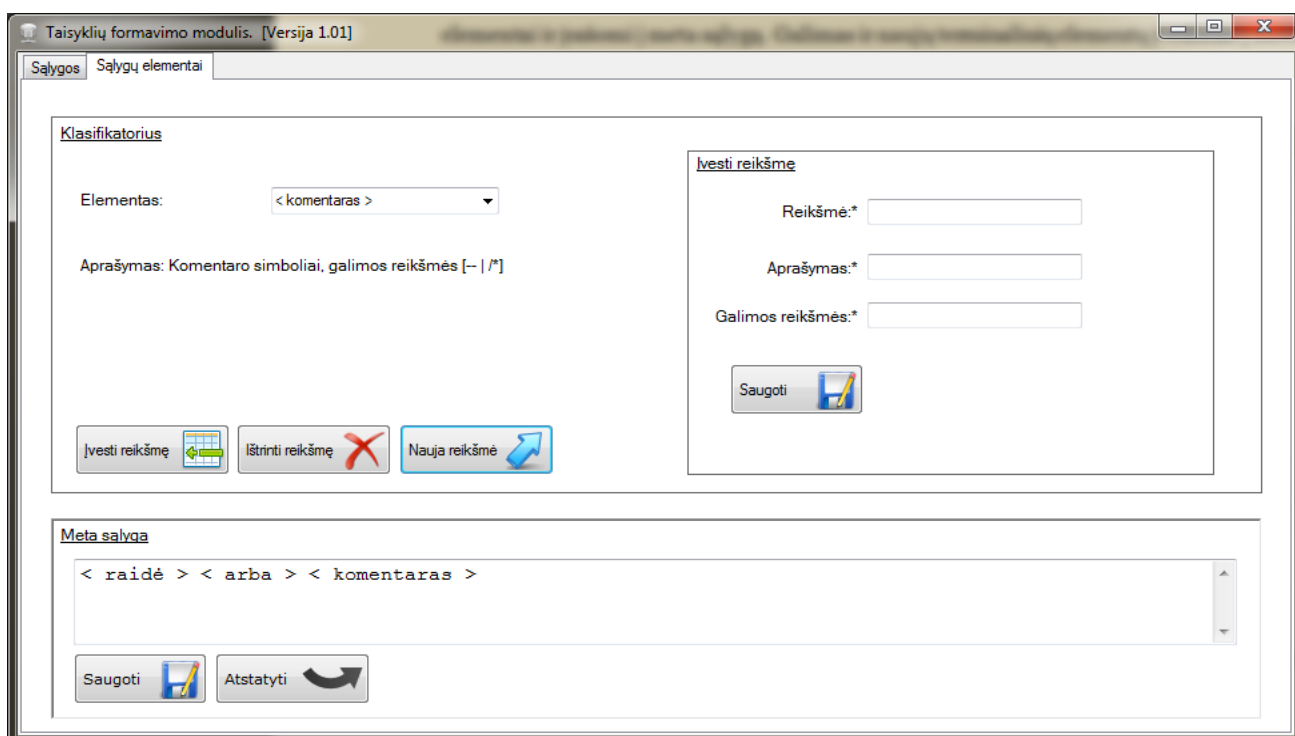 Taisyklių formavimo modulis. [Versija 1.01]
Sąlygos
Sąlygų elementai
Klasifikatorius
Elementas:
< komentaras >
Aprašymas: Komentaro simboliai, galimos reikšmės [-- | /*]
Įvesti reikšmę
Ištrinti reikšmę
Nauja reikšmė
Įvesti reikšmę
Reikšmė:*
Aprašymas:*
Galimos reikšmės:*
Saugoti
Meta sąlyga
< raidė > < arba > < komentaras >
Saugoti
Atstatyti